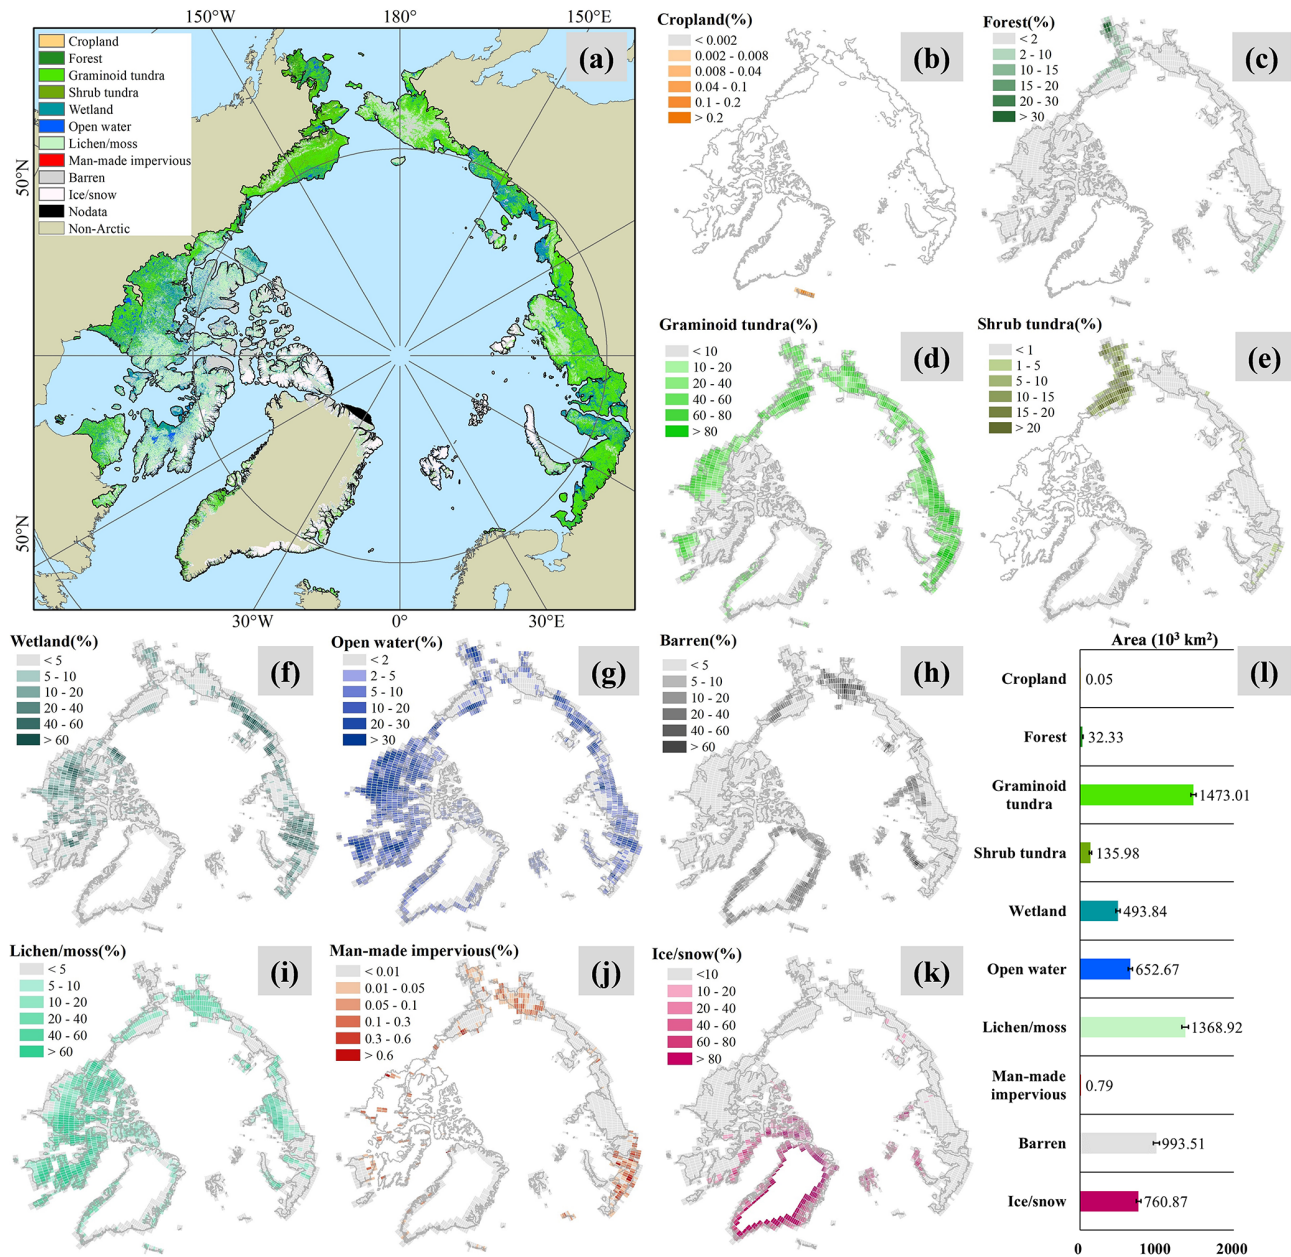 150°W
180°
150°E
50°N
50°N
30°W
0°
30°E
Cropland
Forest
Graminoid tundra
Shrub tundra
Wetland
Open water
Lichen/moss
Man-made impervious
Barren
Ice/snow
Nodata
Non-Arctic
(a)
Cropland(%)
< 0.002
0.002 - 0.008
0.008 - 0.04
0.04 - 0.1
0.1 - 0.2
> 0.2
(b)
Forest(%)
< 2
2 - 10
10 - 15
15 - 20
20 - 30
> 30
(c)
Graminoid tundra(%)
< 10
10 - 20
20 - 40
40 - 60
60 - 80
> 80
(d)
Shrub tundra(%)
< 1
1 - 5
5 - 10
10 - 15
15 - 20
> 20
(e)
Wetland(%)
< 5
5 - 10
10 - 20
20 - 40
40 - 60
> 60
(f)
Open water(%)
< 2
2 - 5
5 - 10
10 - 20
20 - 30
> 30
(g)
Barren(%)
< 5
5 - 10
10 - 20
20 - 40
40 - 60
> 60
(h)
Lichen/moss(%)
< 5
5 - 10
10 - 20
20 - 40
40 - 60
> 60
(i)
Man-made impervious(%)
< 0.01
0.01 - 0.05
0.05 - 0.1
0.1 - 0.3
0.3 - 0.6
> 0.6
(j)
Ice/snow(%)
<10
10 - 20
20 - 40
40 - 60
60 - 80
> 80
(k)
Area (10³ km²)
(l)
Cropland
0.05
Forest
32.33
Graminoid
tundra
1473.01
Shrub tundra
135.98
Wetland
493.84
Open water
652.67
Lichen/moss
1368.92
Man-made
impervious
0.79
Barren
993.51
Ice/snow
760.87
0
1000
2000